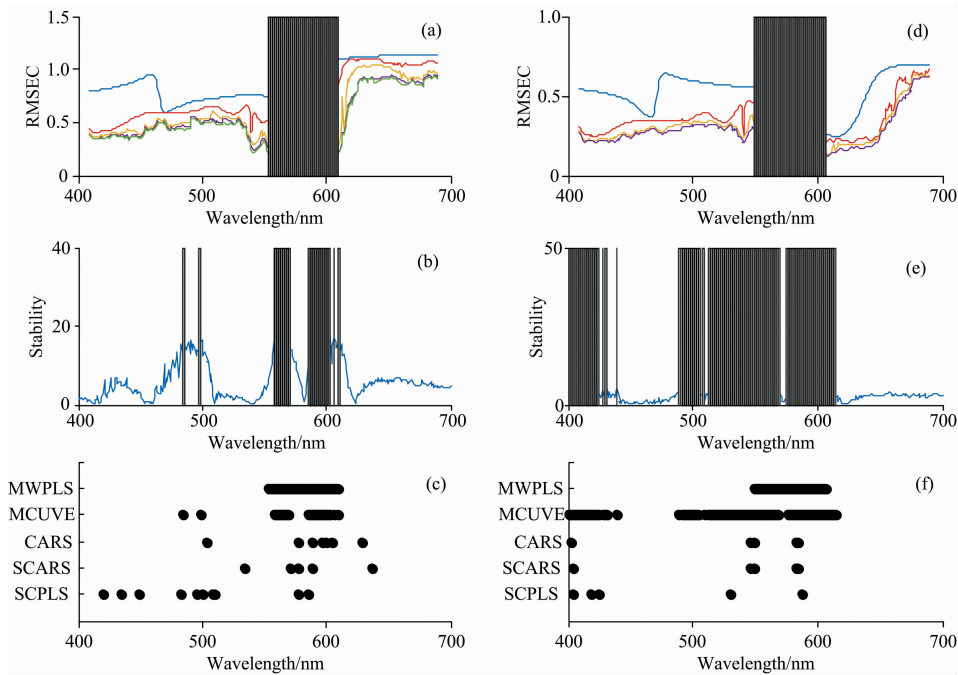 1.5
1.0
0.5
0
RMSEC
(a)
400
500
600
700
Wavelength/nm
1.0
0.5
0
RMSEC
(d)
400
500
600
700
Wavelength/nm
40
20
0
Stability
(b)
400
500
600
700
Wavelength/nm
50
0
Stability
(e)
400
500
600
700
Wavelength/nm
MWPLS
MCUVE
CARS
SCARS
SCPLS
(c)
400
500
600
700
Wavelength/nm
MWPLS
MCUVE
CARS
SCARS
SCPLS
(f)
400
500
600
700
Wavelength/nm